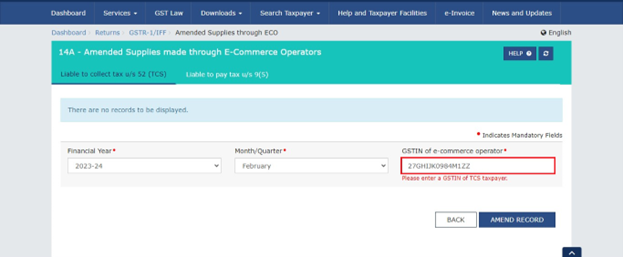 Dashboard Services GST Law Downloads Search Taxpayer Help and Taxpayer Facilities e-Invoice News and Updates
Dashboard Returns GSTR-1/IFF Amended Supplies through ECO English
14A - Amended Supplies made through E-Commerce Operators HELP
Liable to collect tax u/s 52 (TCS) Liable to pay tax u/s 9(5)
There are no records to be displayed.
• Indicates Mandatory Fields
Financial Year• Month/Quarter• GSTIN of e-commerce operator•
2023-24 February 27GHIJK0984M1ZZ
Please enter a GSTIN of TCS taxpayer.
BACK AMEND RECORD